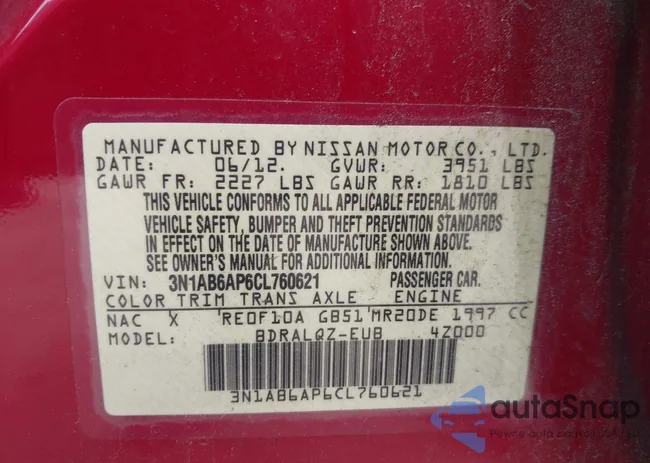 MANUFACTURED BY NISSAN MOTOR CO., LTD.
DATE: 06/12. GVWR: 3951 LBS
GAWR FR: 2227 LBS GAWR RR: 1810 LBS
THIS VEHICLE CONFORMS TO ALL APPLICABLE FEDERAL MOTOR
VEHICLE SAFETY, BUMPER AND THEFT PREVENTION STANDARDS
IN EFFECT ON THE DATE OF MANUFACTURE SHOWN ABOVE.
SEE OWNER'S MANUAL FOR ADDITIONAL INFORMATION.
VIN: 3N1AB6AP6CL760621 PASSENGER CAR.
COLOR TRIM TRANS AXLE ENGINE
NAC X RE0F10A GB51 MR20DE 1997 CC
MODEL: BDRALQZ-EUB 4Z000
3N1AB6AP6CL760621
autaSnap